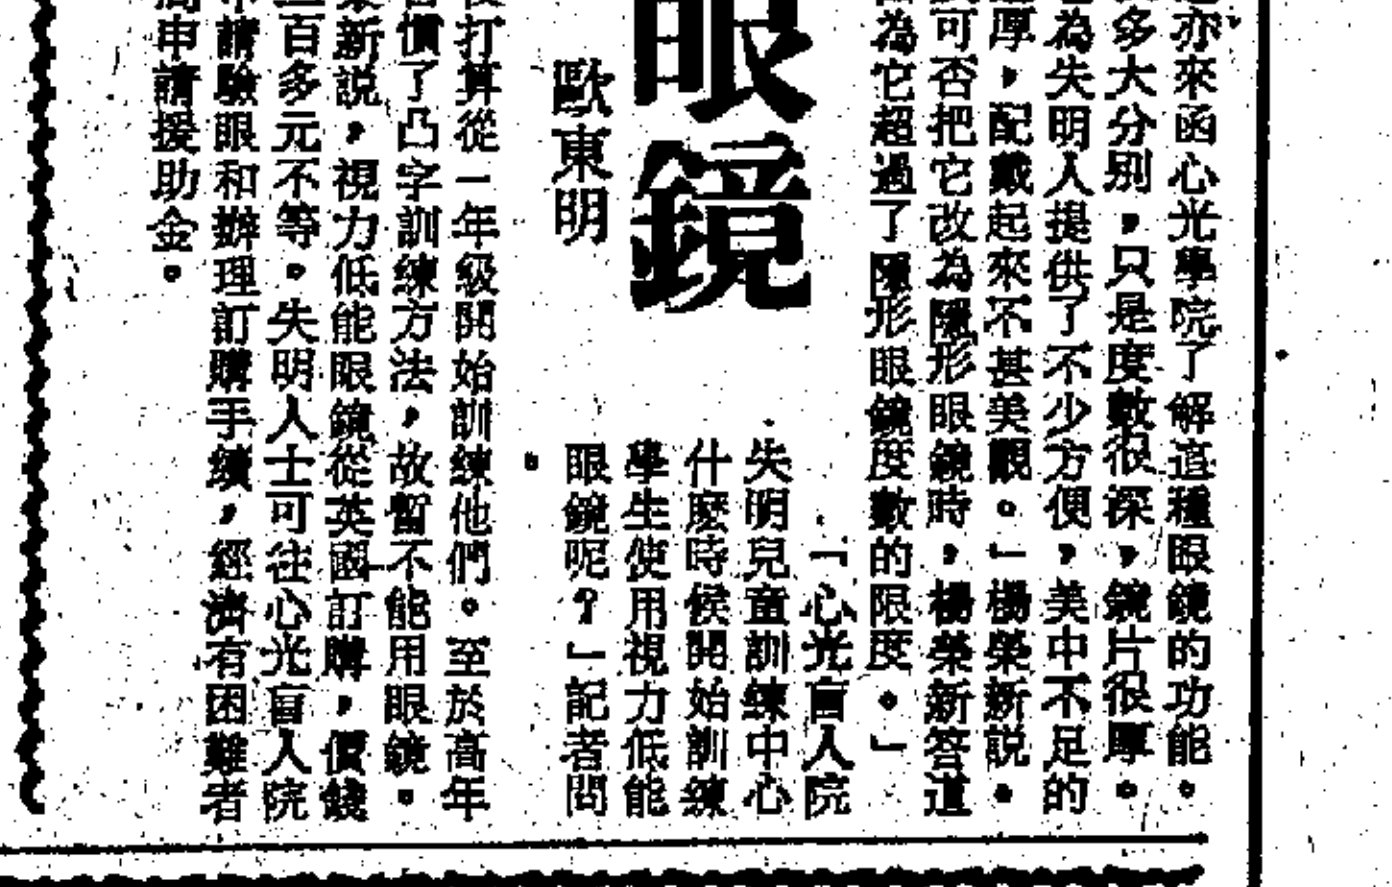 亦來函心光學院了解這種眼鏡的功能。
多大分別，只是度數很深，鏡片很厚。
為失明人提供了不少方便，美中不足的
厚，配戴起來不甚美觀。」楊榮新説。
可否把它改為隱形眼鏡時，楊榮新答道
為它超過了隱形眼鏡度數的限度。」
眼鏡
歐東明
「心光盲人院
失明兒童訓練中心
什麽時候開始訓練
學生使用視力低能
眼鏡呢？」記者問
。
打算從一年級開始訓練他們。至於高年
慣了凸字訓練方法，故暫不能用眼鏡。
新説，視力低能眼鏡從英國訂購，價錢
百多元不等。失明人士可往心光盲人院
請驗眼和辦理訂購手續，經濟有困難者
申請援助金。